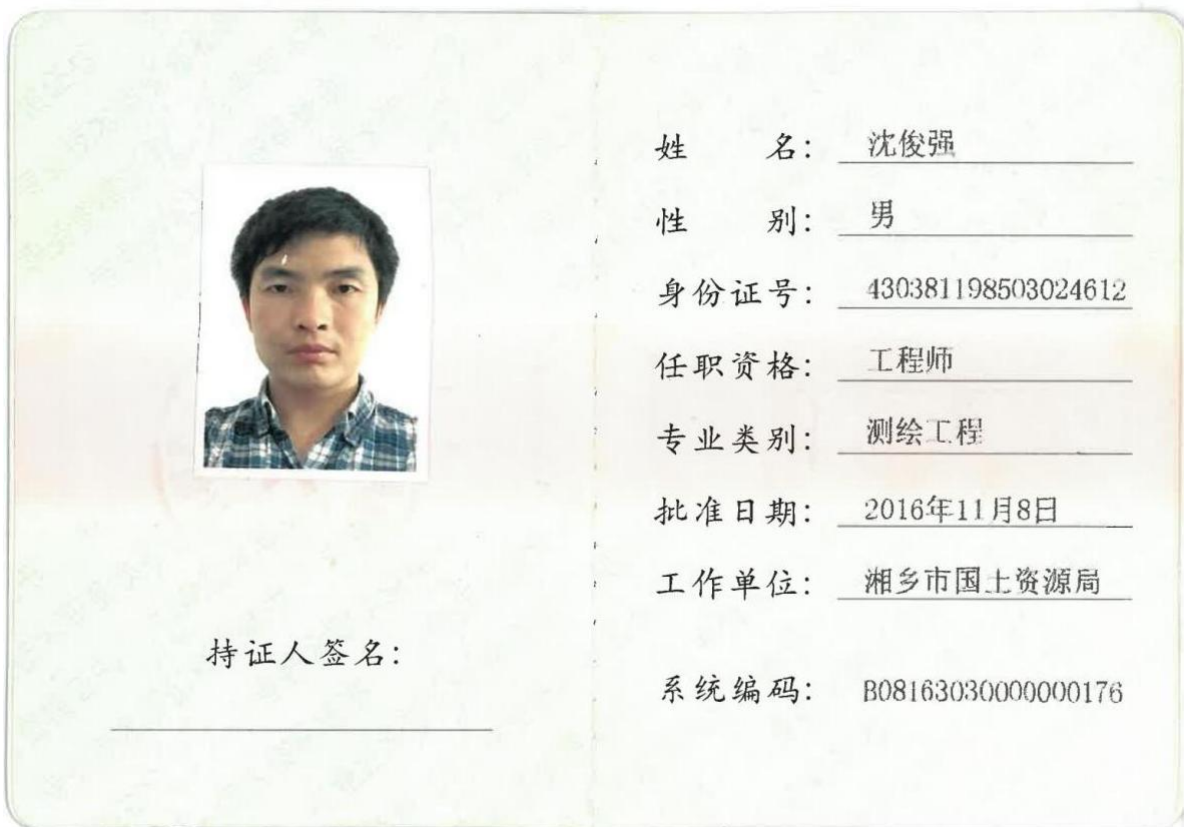 姓名：沈俊强
性别：男
身份证号：430381198503024612
任职资格：工程师
专业类别：测绘工程
批准日期：2016年11月8日
工作单位：湘乡市国土资源局
系统编码：B08163030000000176
持证人签名：